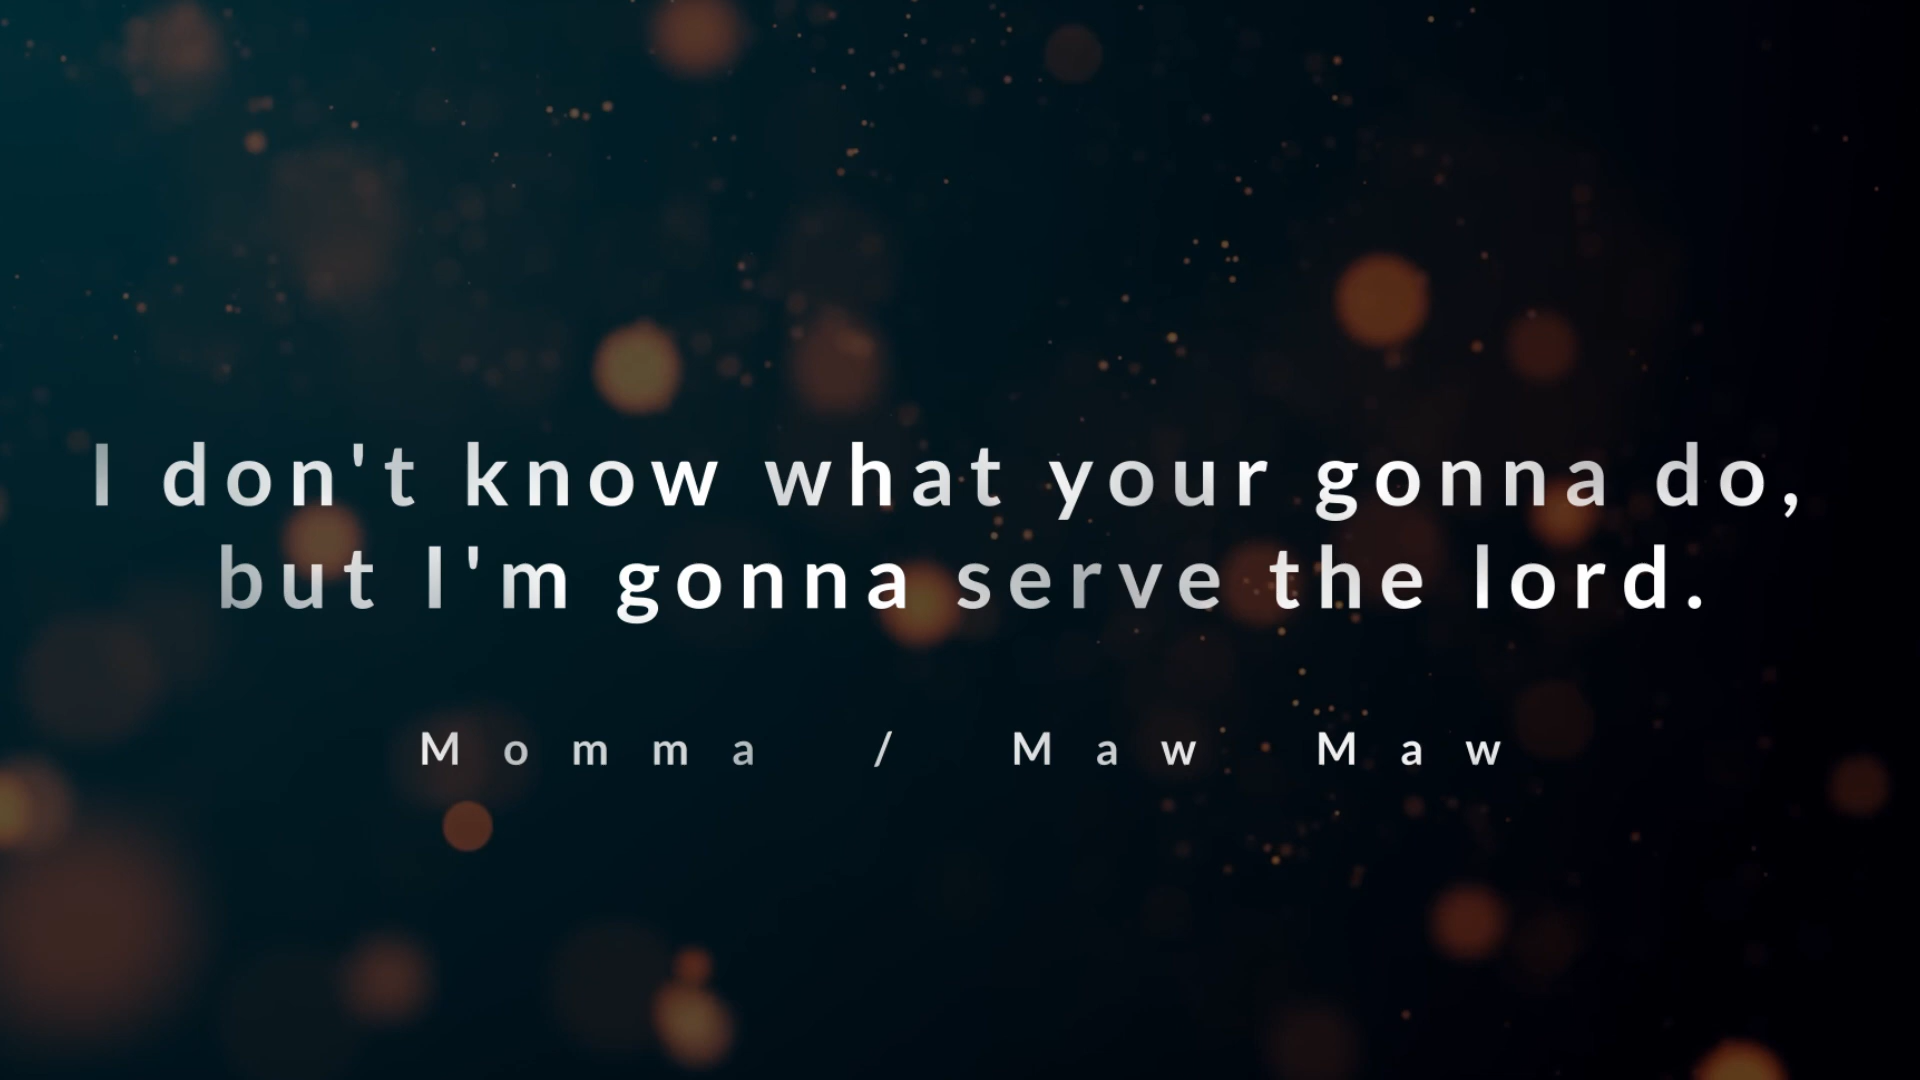 I don't know what your gonna do,
but I'm gonna serve the lord.
Momma / Maw Maw